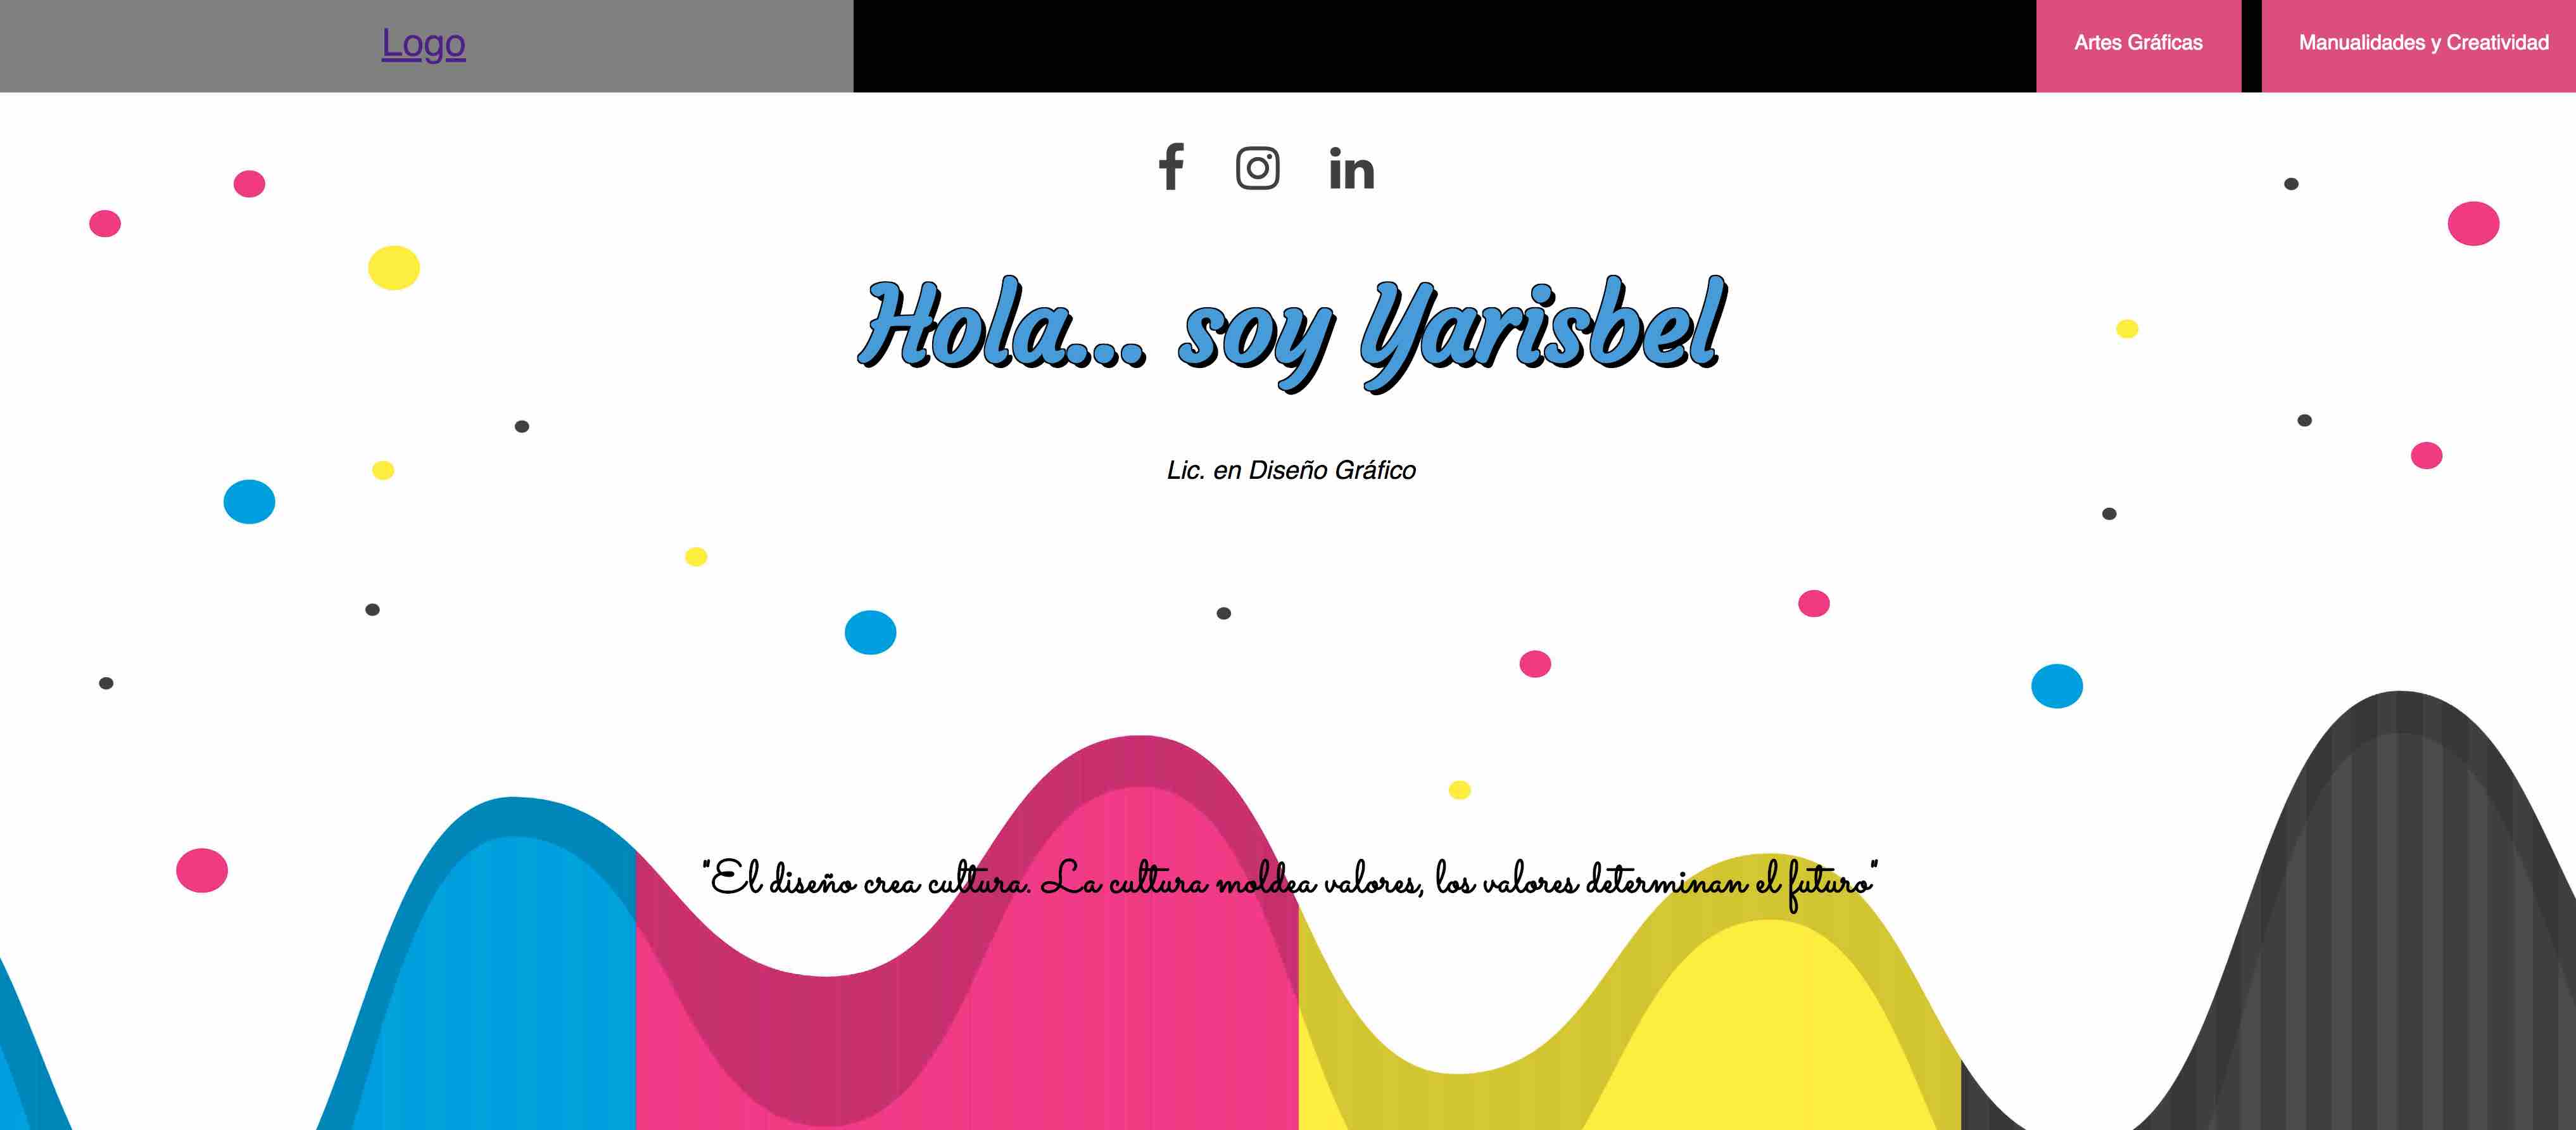 Logo
Artes Gráficas
Manualidades y Creatividad
Hola... soy Yarisbel
Lic. en Diseño Gráfico
"El diseño crea cultura. La cultura moldea valores, los valores determinan el futuro"